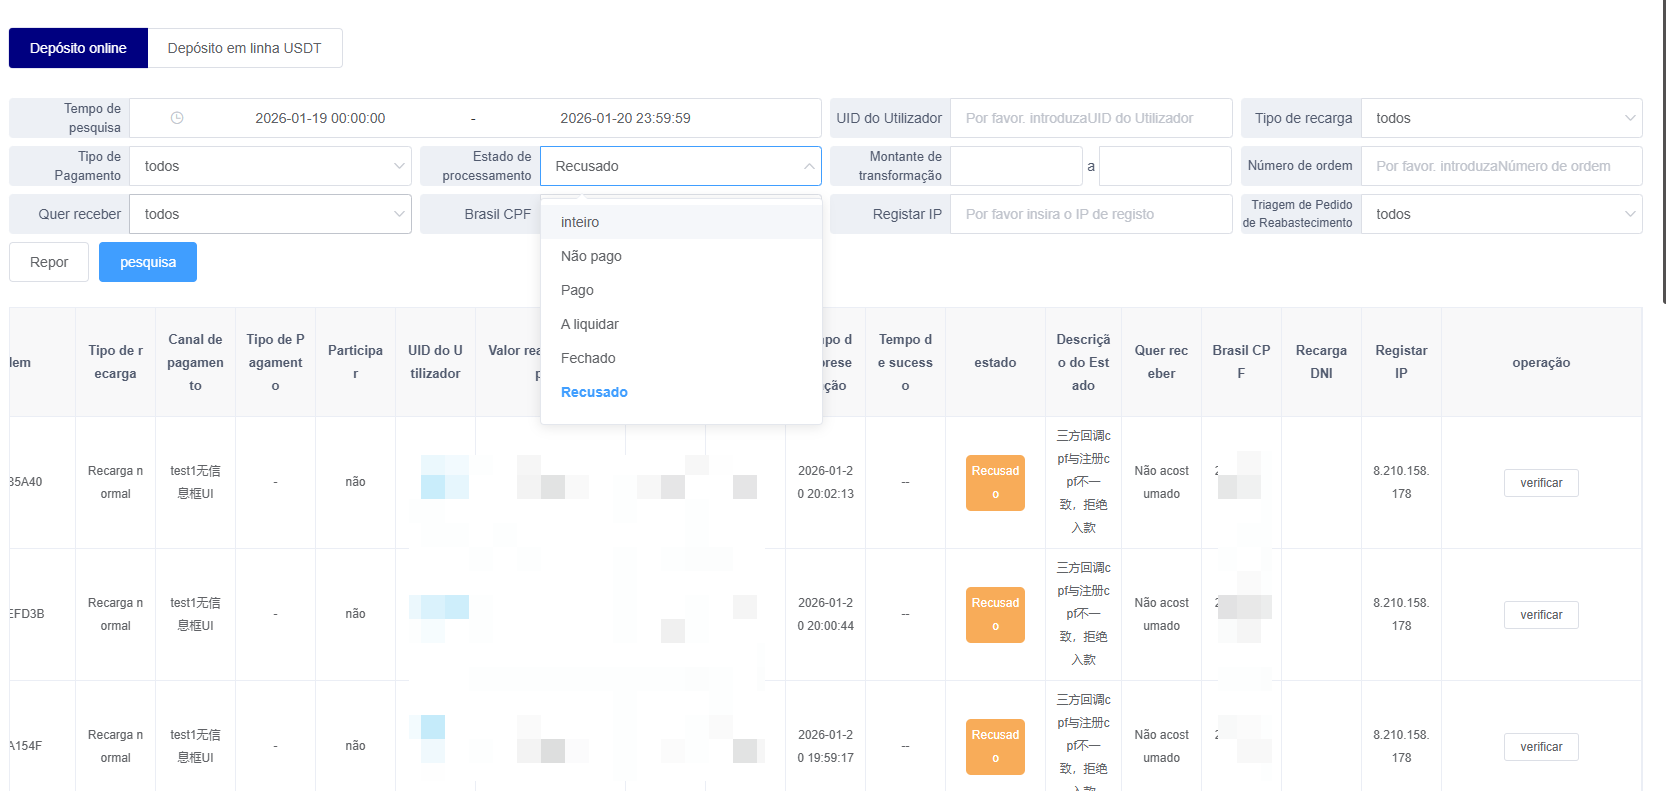 Depósito online
Depósito em linha USDT
Tempo de
pesquisa
2026-01-19 00:00:00
-
2026-01-20 23:59:59
UID do Utilizador
Por favor. introduzaUID do Utilizador
Tipo de recarga
todos
Tipo de
Pagamento
todos
Estado de
processamento
Recusado
Montante de
transformação
a
Número de ordem
Por favor. introduzaNúmero de ordem
Quer receber
todos
Brasil CPF
Registar IP
Por favor insira o IP de registo
Triagem de Pedido
de Reabastecimento
todos
inteiro
Não pago
Pago
A liquidar
Fechado
Recusado
Repor
pesquisa
Tipo de r
ecarga
Canal de
pagamen
to
Tipo de P
agament
o
Participa
r
UID do U
tilizador
Valor rea
Tempo d
e sucess
o
estado
Descriçã
o do Est
ado
Quer rec
eber
Brasil CP
F
Recarga
DNI
Registar
IP
operação
35A40
Recarga n
ormal
test1无信
息框UI
-
não
2026-01-2
0 20:02:13
--
Recusad
o
三方回调c
pf与注册c
pf不一
致，拒绝
入款
Não acost
umado
8.210.158.
178
verificar
EFD3B
Recarga n
ormal
test1无信
息框UI
-
não
2026-01-2
0 20:00:44
--
Recusad
o
三方回调c
pf与注册c
pf不一
致，拒绝
入款
Não acost
umado
8.210.158.
178
verificar
A154F
Recarga n
ormal
test1无信
息框UI
-
não
2026-01-2
0 19:59:17
--
Recusad
o
三方回调c
pf与注册c
pf不一
致，拒绝
Não acost
umado
8.210.158.
178
verificar